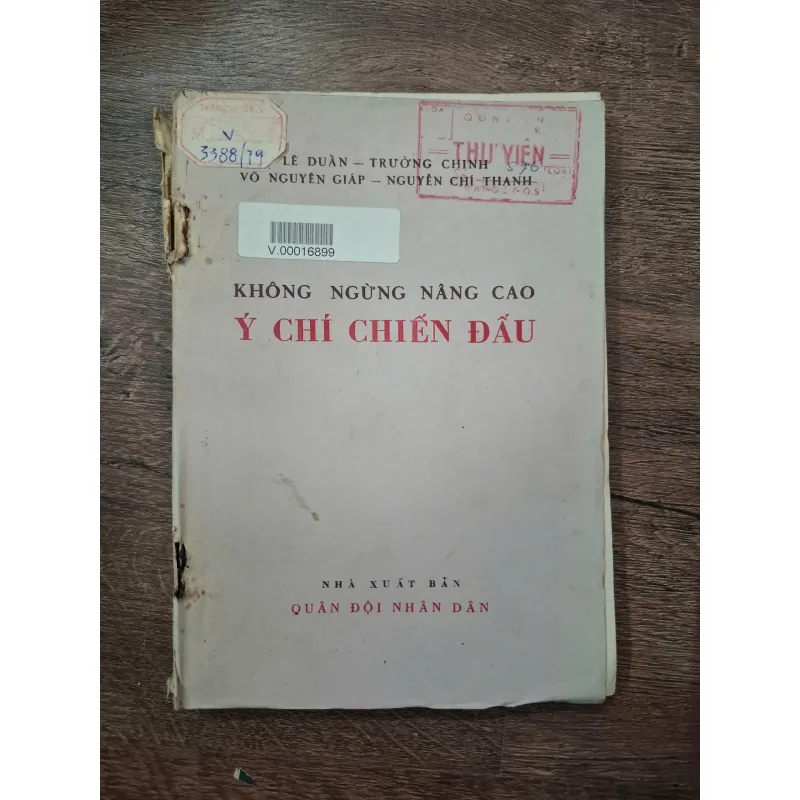 V
3388/79
THƯ VIỆN
570
LÊ DUẨN — TRƯỜNG CHINH
VÕ NGUYÊN GIÁP — NGUYỄN CHÍ THANH
V.00016899
KHÔNG NGỪNG NÂNG CAO
Ý CHÍ CHIẾN ĐẤU
NHÀ XUẤT BẢN
QUÂN ĐỘI NHÂN DÂN